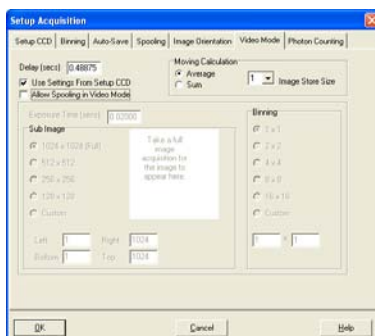 Setup Acquisition
Setup CCD Binning Auto-Save Spooling Image Orientation Video Mode Photon Counting
Delay (secs) 0.48875
Use Settings From Setup CCD
Allow Spooling in Video Mode
Moving Calculation
Average
Sum
1 Image Store Size
Exposure Time (secs) 0.02000
Sub Image
1024 x 1024 (Full)
512 x 512
256 x 256
128 x 128
Custom
Take a full
image
acquisition for
the image to
appear here.
Left 1 Right 1024
Bottom 1 Top 1024
Binning
1 x 1
2 x 2
4 x 4
8 x 8
16 x 16
Custom
1 x 1
OK Cancel Help